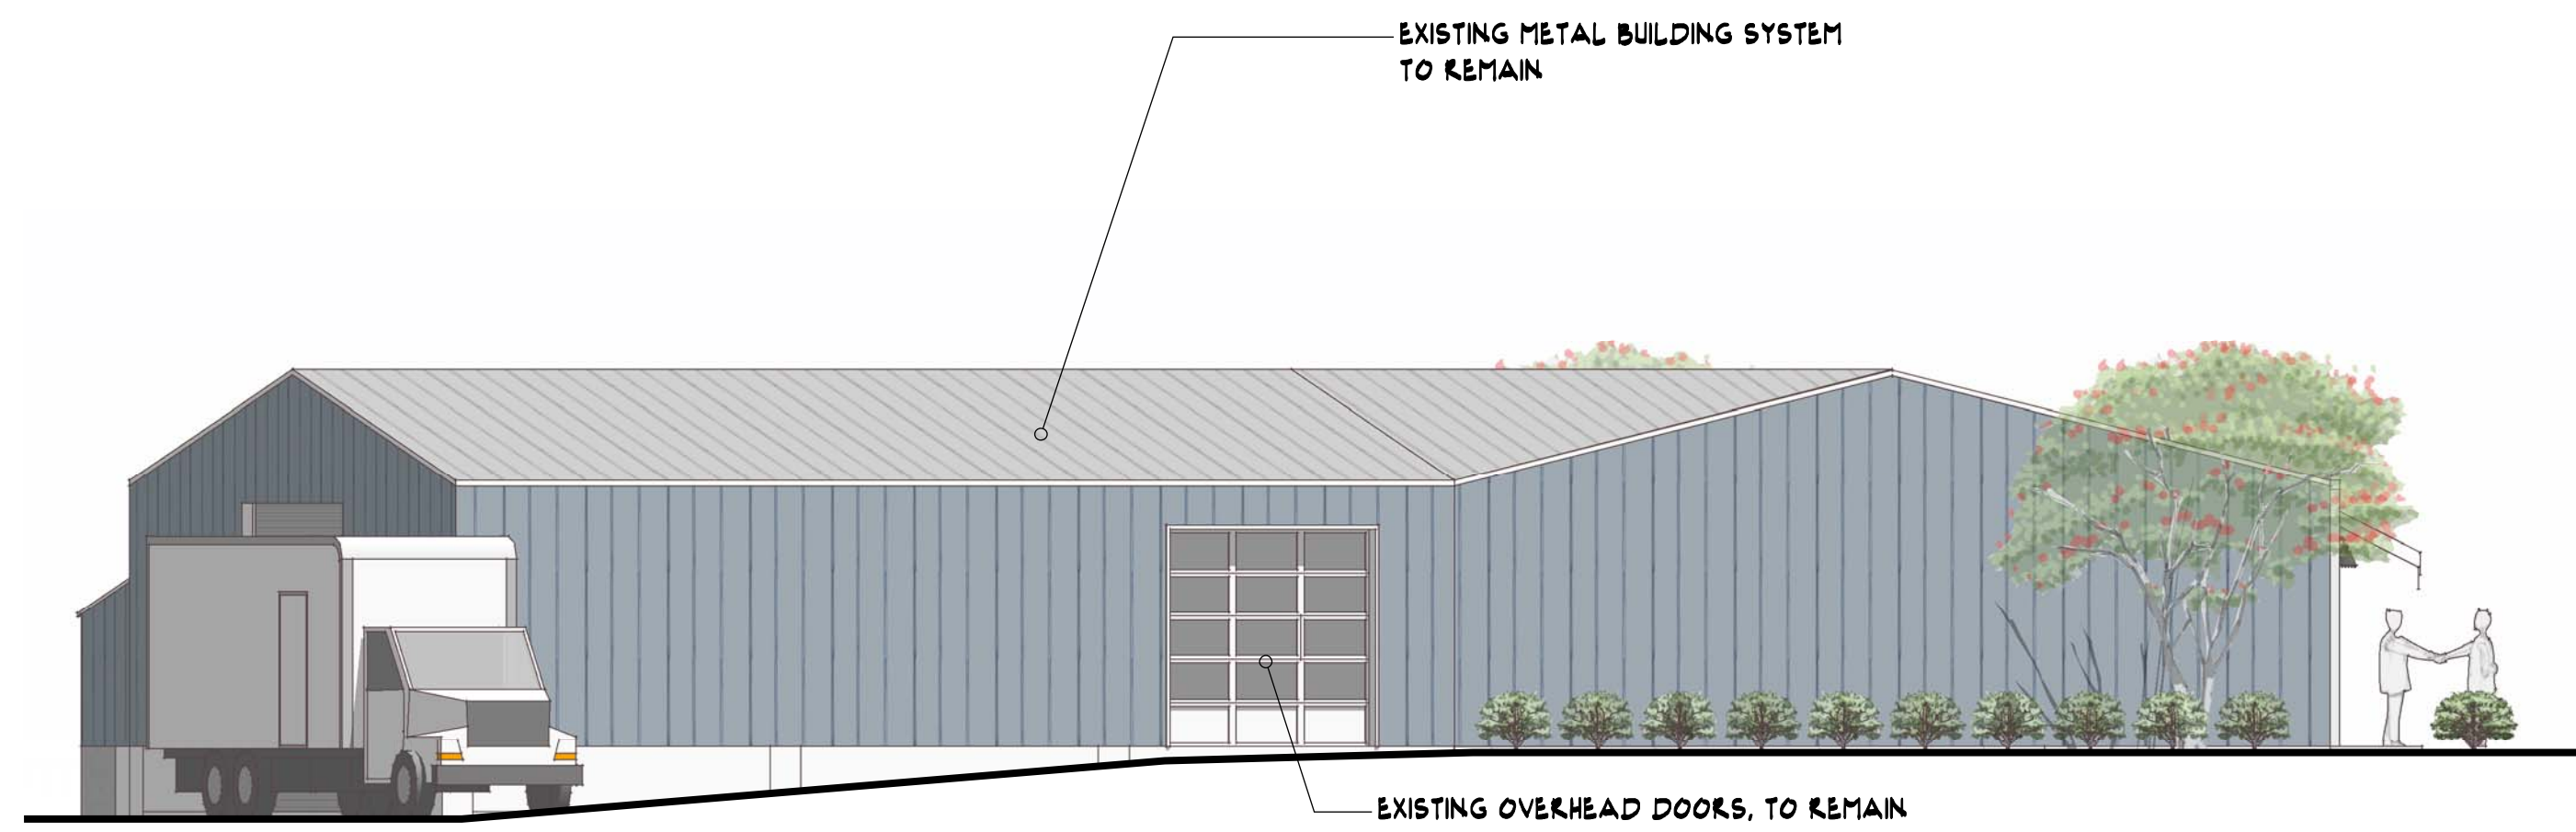 EXISTING METAL BUILDING SYSTEM
TO REMAIN
EXISTING OVERHEAD DOORS, TO REMAIN